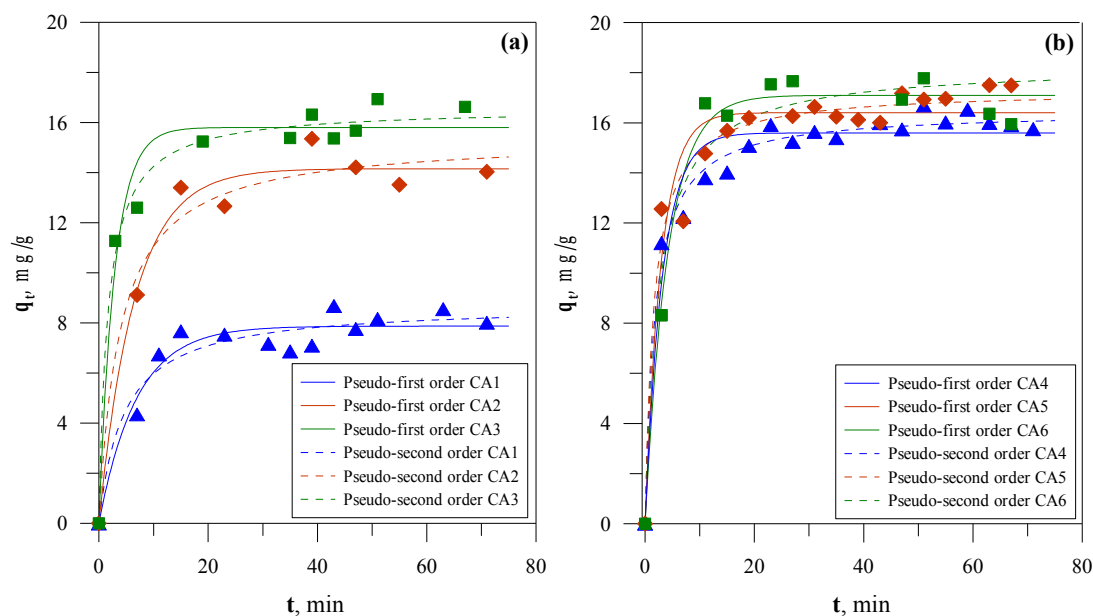 (a)
20
16
12
8
4
0
q_t, mg/g
Pseudo-first order CA1
Pseudo-first order CA2
Pseudo-first order CA3
Pseudo-second order CA1
Pseudo-second order CA2
Pseudo-second order CA3
0 20 40 60 80
t, min
(b)
20
16
12
8
4
0
q_t, mg/g
Pseudo-first order CA4
Pseudo-first order CA5
Pseudo-first order CA6
Pseudo-second order CA4
Pseudo-second order CA5
Pseudo-second order CA6
0 20 40 60 80
t, min